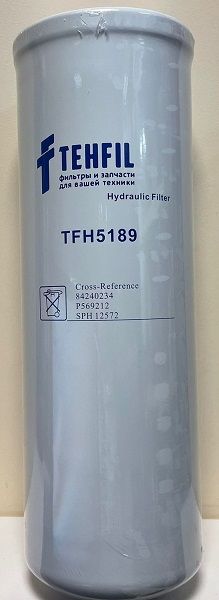 TEHFIL
фильтры и запчасти
для вашей техники
Hydraulic Filter
TFH5189
Cross-Reference
84240234
P569212
SPH 12572